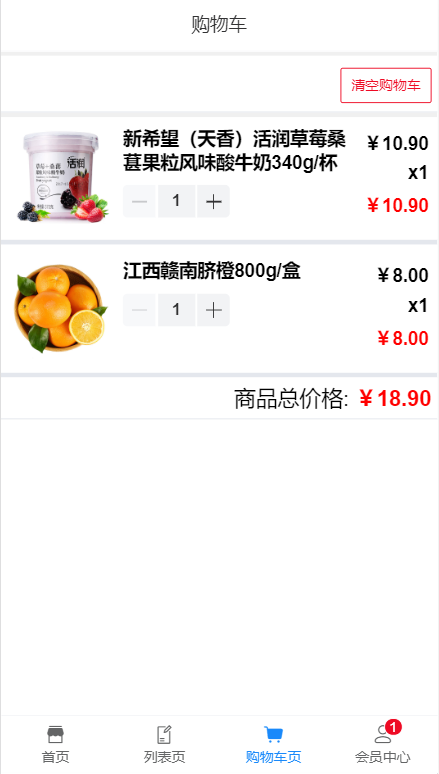 购物车
清空购物车
活润
新希望（天香）活润草莓桑
葚果粒风味酸牛奶340g/杯
￥10.90
x1
￥10.90
1
江西赣南脐橙800g/盒
￥8.00
x1
￥8.00
1
商品总价格: ￥18.90
1
首页
列表页
购物车页
会员中心